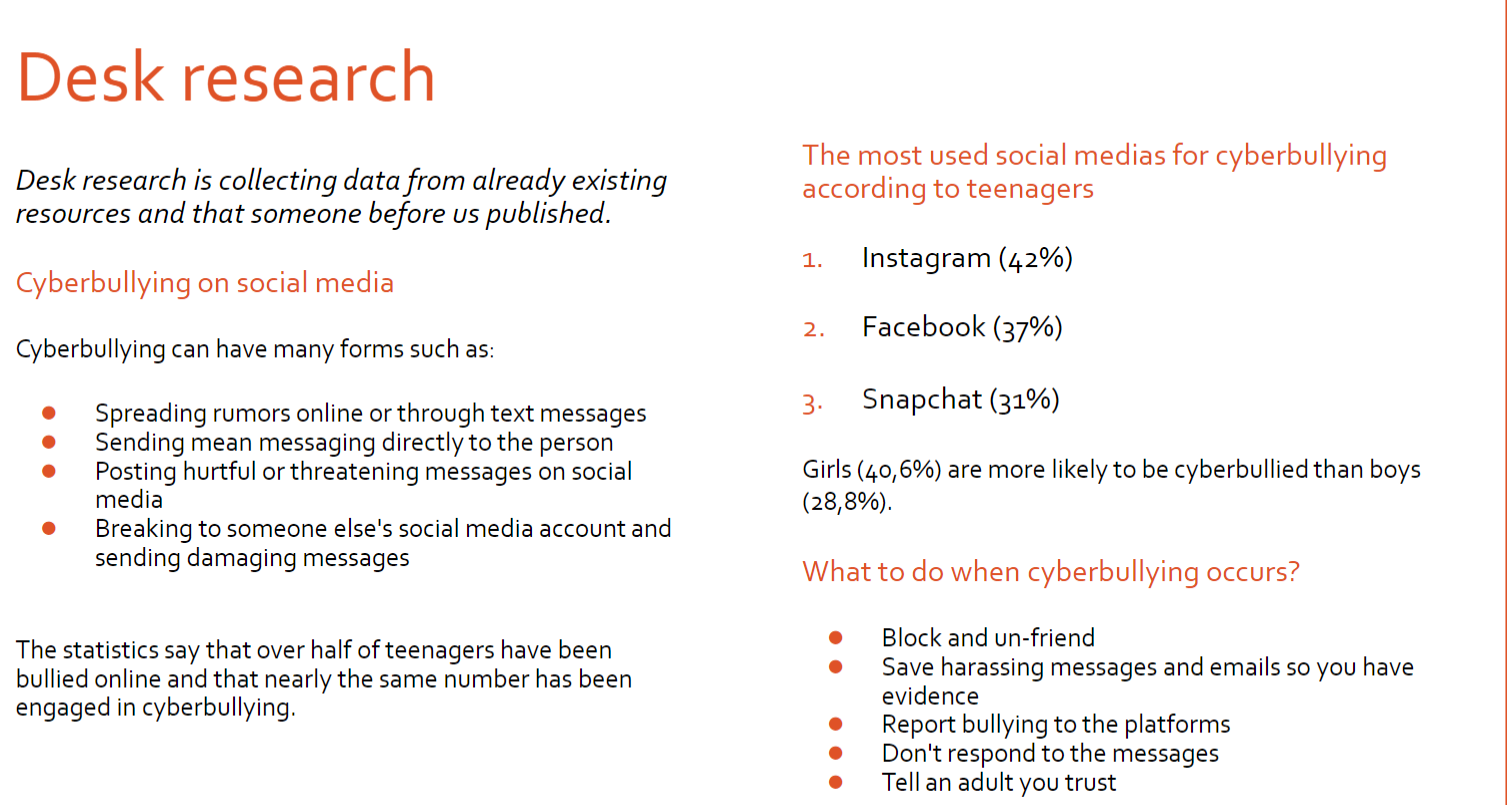 Desk research
Desk research is collecting data from already existing
resources and that someone before us published.
Cyberbullying on social media
Cyberbullying can have many forms such as:
● Spreading rumors online or through text messages
● Sending mean messaging directly to the person
● Posting hurtful or threatening messages on social
media
● Breaking to someone else's social media account and
sending damaging messages
The statistics say that over half of teenagers have been
bullied online and that nearly the same number has been
engaged in cyberbullying.
The most used social medias for cyberbullying
according to teenagers
1. Instagram (42%)
2. Facebook (37%)
3. Snapchat (31%)
Girls (40,6%) are more likely to be cyberbullied than boys
(28,8%).
What to do when cyberbullying occurs?
● Block and un-friend
● Save harassing messages and emails so you have
evidence
● Report bullying to the platforms
● Don't respond to the messages
● Tell an adult you trust